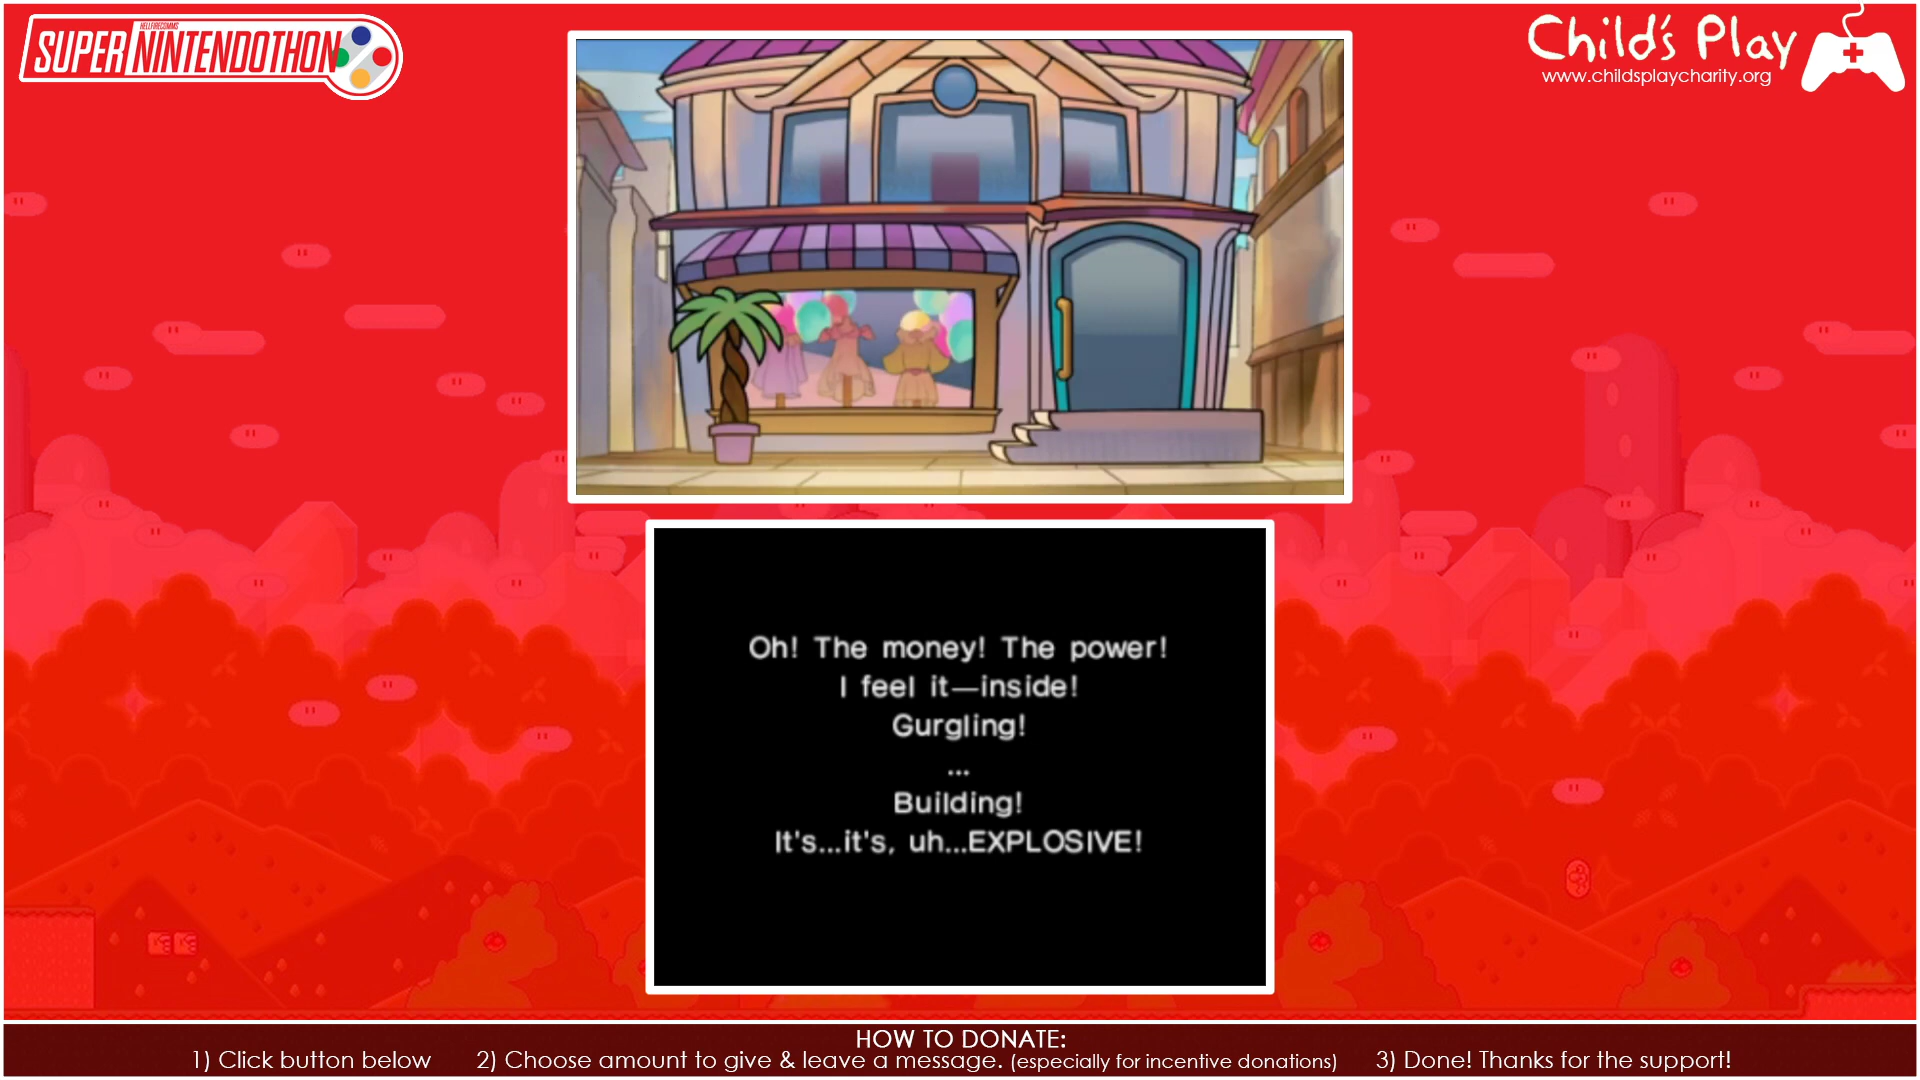 HELLFIRECOMMS
SUPER NINTENDOTHON
Child's Play
www.childsplaycharity.org
Oh! The money! The power!
I feel it—inside!
Gurgling!
...
Building!
It's...it's, uh...EXPLOSIVE!
HOW TO DONATE:
1) Click button below 2) Choose amount to give & leave a message. (especially for incentive donations) 3) Done! Thanks for the support!